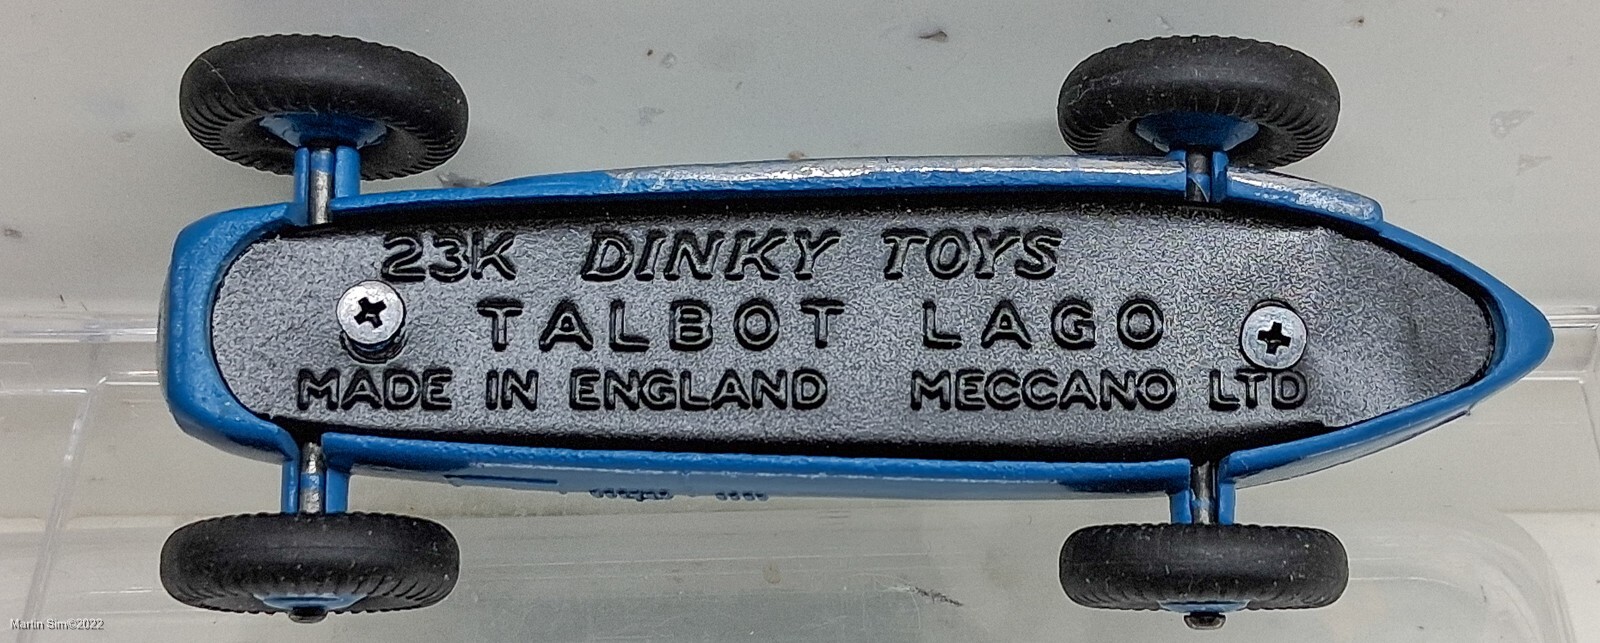 23K DINKY TOYS
TALBOT LAGO
MADE IN ENGLAND MECCANO LTD
Martin Sim©2022